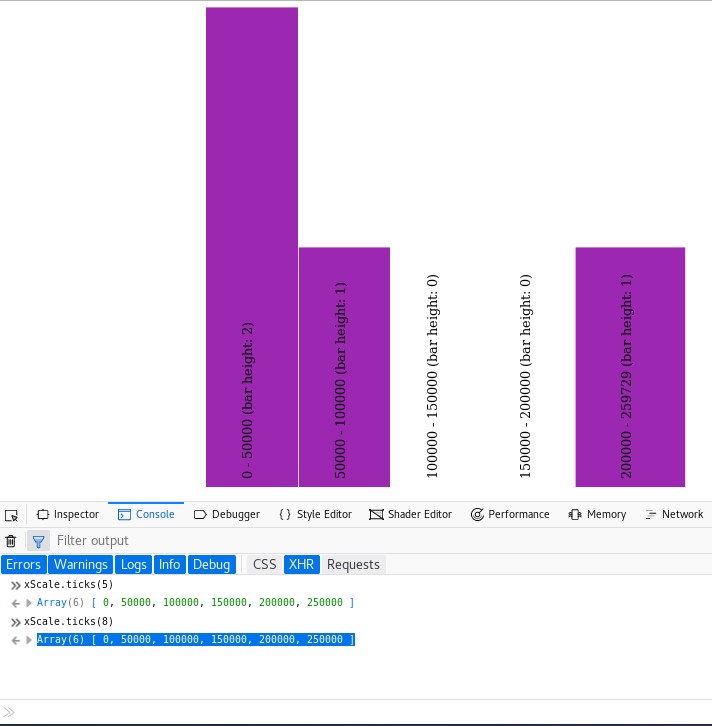 0 - 50000 (bar height: 2)
50000 - 100000 (bar height: 1)
100000 - 150000 (bar height: 0)
150000 - 200000 (bar height: 0)
200000 - 259729 (bar height: 1)
Inspector Console Debugger { } Style Editor Shader Editor Performance Memory Network
Filter output
Errors Warnings Logs Info Debug CSS XHR Requests
xScale.ticks(5)
Array(6) [ 0, 50000, 100000, 150000, 200000, 250000 ]
xScale.ticks(8)
Array(6) [ 0, 50000, 100000, 150000, 200000, 250000 ]